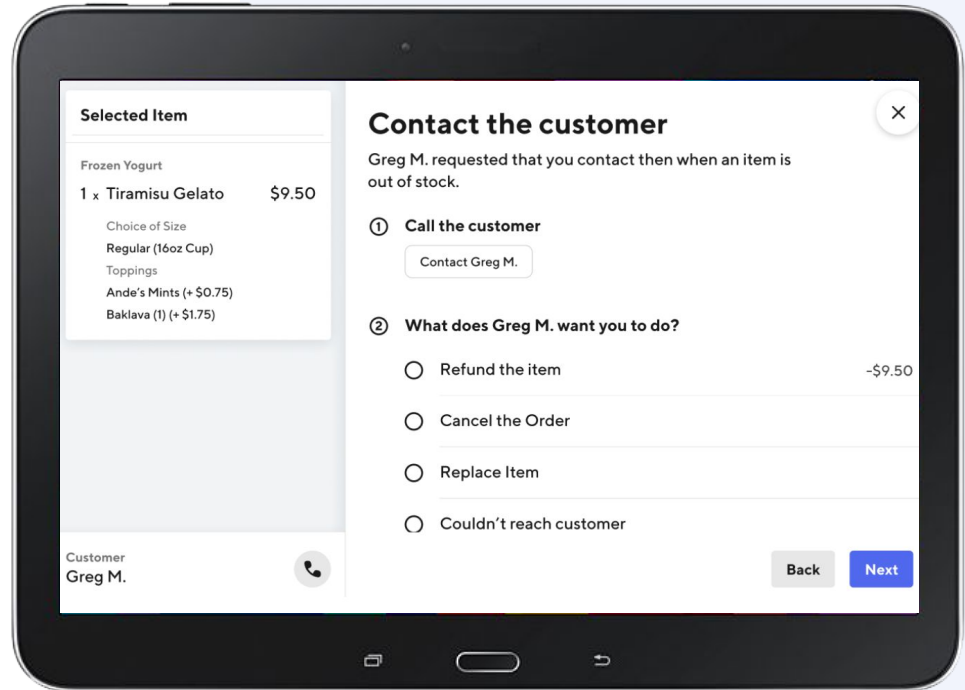 Selected Item
Frozen Yogurt
1 x Tiramisu Gelato $9.50
Choice of Size
Regular (16oz Cup)
Toppings
Ande's Mints (+ $0.75)
Baklava (1) (+ $1.75)
Customer
Greg M.
Contact the customer
Greg M. requested that you contact then when an item is
out of stock.
1 Call the customer
Contact Greg M.
2 What does Greg M. want you to do?
Refund the item -$9.50
Cancel the Order
Replace Item
Couldn't reach customer
Back Next